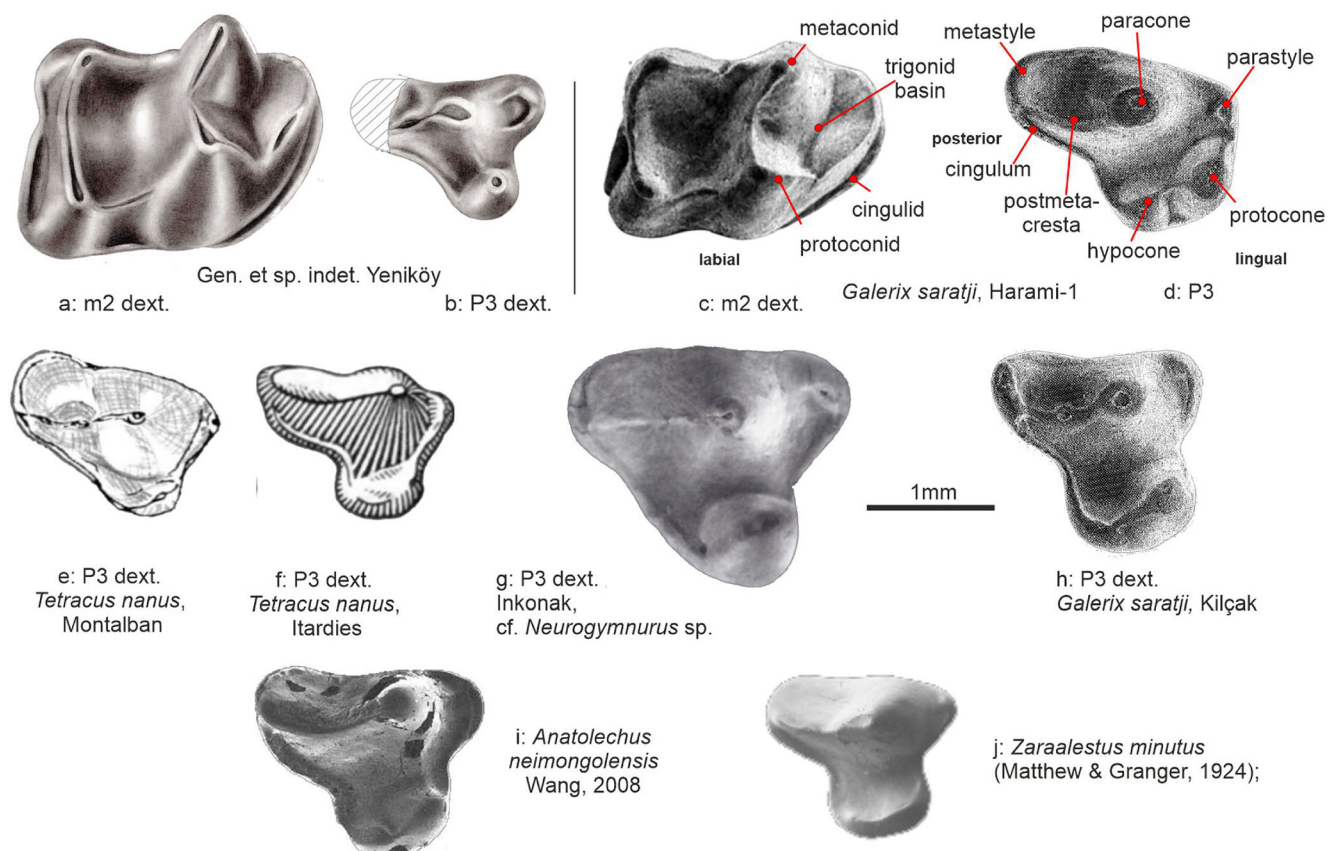 metaconid
paracone
metastyle
parastyle
trigonid
basin
posterior
cingulum
cingulid
postmeta-
cresta
protocone
protoconid
labial
hypocone
lingual
Gen. et sp. indet. Yeniköy
a: m2 dext.
b: P3 dext.
c: m2 dext.
Galerix saratji, Harami-1
d: P3
1mm
e: P3 dext.
Tetracus nanus,
Montalban
f: P3 dext.
Tetracus nanus,
Itardies
g: P3 dext.
Inkonak,
cf. Neurogymnurus sp.
h: P3 dext.
Galerix saratji, Kilçak
i: Anatolechus
neimongolensis
Wang, 2008
j: Zaraalestus minutus
(Matthew & Granger, 1924);